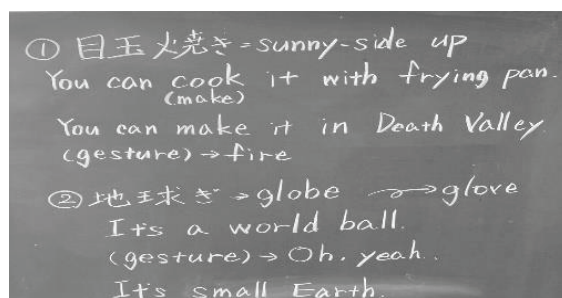 ① 目玉焼き = sunny-side up
You can cook it with frying pan.
(make)
You can make it in Death Valley
(gesture) → fire
② 地球ぎ → globe → glove
It's a world ball.
(gesture) → Oh. yeah..
It's small Earth.